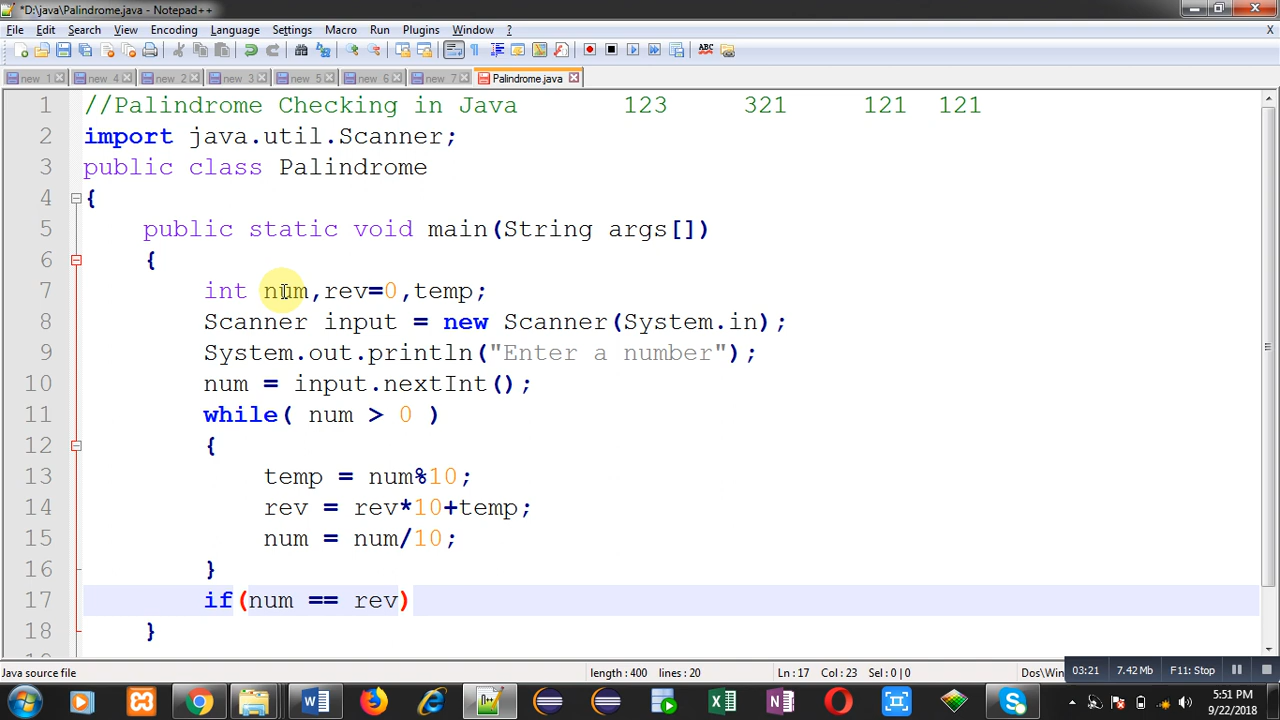 *D:\java\Palindrome.java - Notepad++
File Edit Search View Encoding Language Settings Macro Run Plugins Window ? X
new 1 new 4 new 2 new 3 new 5 new 6 new 7 Palindrome.java
1 //Palindrome Checking in Java 123 321 121 121
2 import java.util.Scanner;
3 public class Palindrome
4 {
5 public static void main(String args[])
6 {
7 int num,rev=0,temp;
8 Scanner input = new Scanner(System.in);
9 System.out.println("Enter a number");
10 num = input.nextInt();
11 while( num > 0 )
12 {
13 temp = num%10;
14 rev = rev*10+temp;
15 num = num/10;
16 }
17 if(num == rev)
18 }
Java source file length : 400 lines : 20 Ln : 17 Col : 23 Sel : 0 | 0 Dos\Win
03:21 7.42 Mb F11: Stop
5:51 PM
9/22/2018